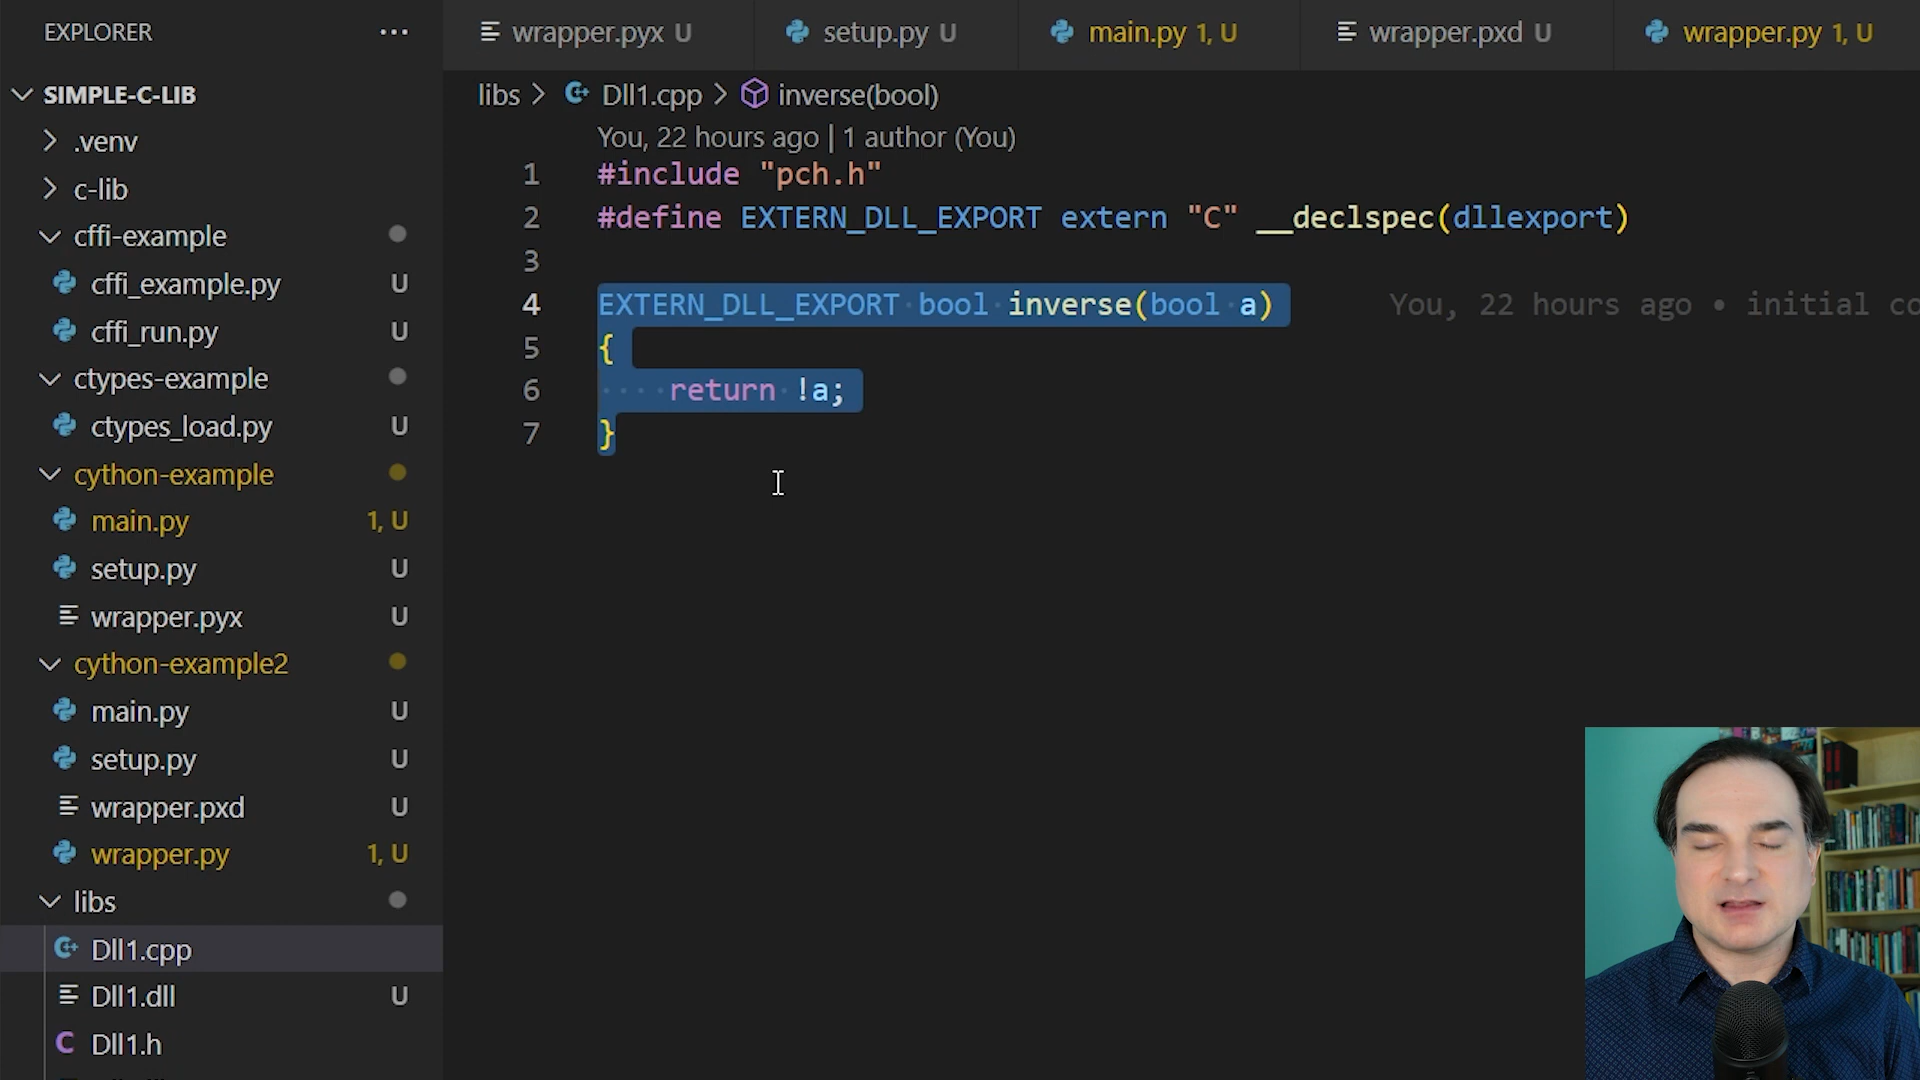 EXPLORER
SIMPLE-C-LIB
.venv
c-lib
cffi-example
cffi_example.py U
cffi_run.py U
ctypes-example
ctypes_load.py U
cython-example
main.py 1, U
setup.py U
wrapper.pyx U
cython-example2
main.py U
setup.py U
wrapper.pxd U
wrapper.py 1, U
libs
Dll1.cpp
Dll1.dll U
Dll1.h
wrapper.pyx U setup.py U main.py 1, U wrapper.pxd U wrapper.py 1, U
libs > Dll1.cpp > inverse(bool)
You, 22 hours ago | 1 author (You)
1 #include "pch.h"
2 #define EXTERN_DLL_EXPORT extern "C" __declspec(dllexport)
3
4 EXTERN_DLL_EXPORT bool inverse(bool a) You, 22 hours ago • initial co
5 {
6 return !a;
7 }